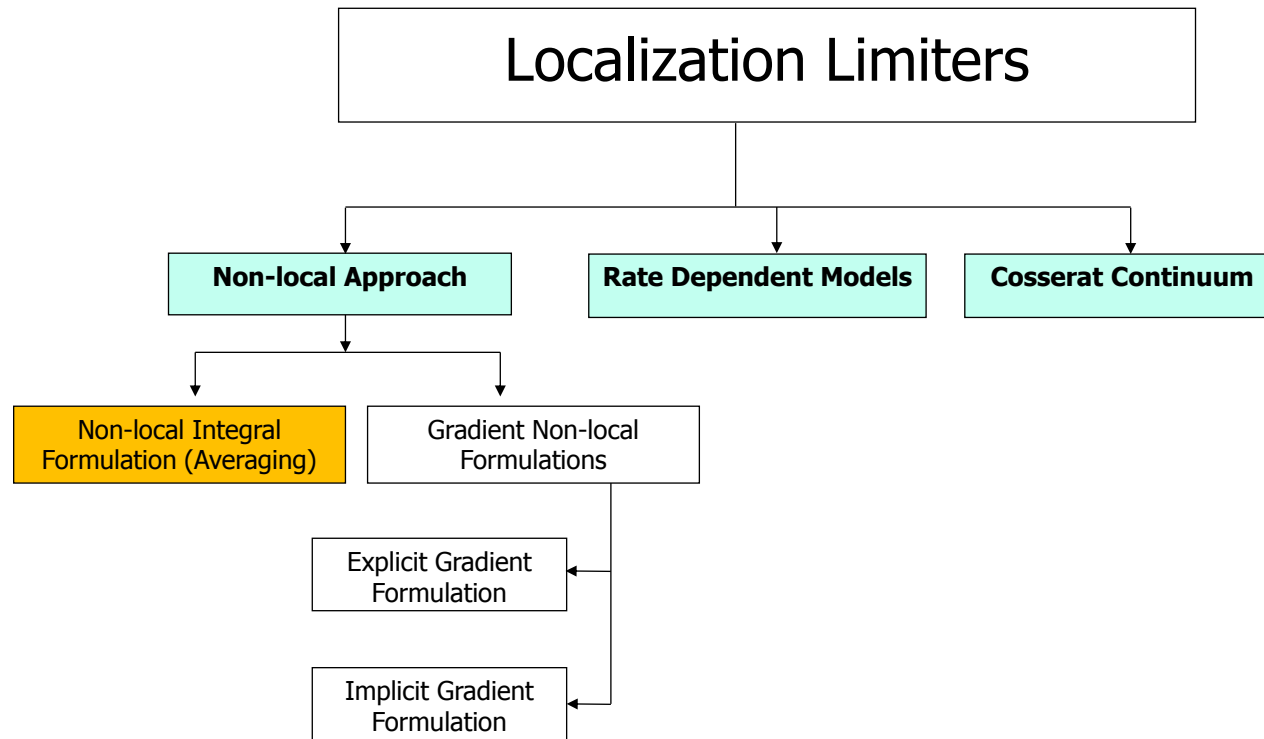 Localization Limiters
Non-local Approach
Rate Dependent Models
Cosserat Continuum
Non-local Integral
Formulation (Averaging)
Gradient Non-local
Formulations
Explicit Gradient
Formulation
Implicit Gradient
Formulation